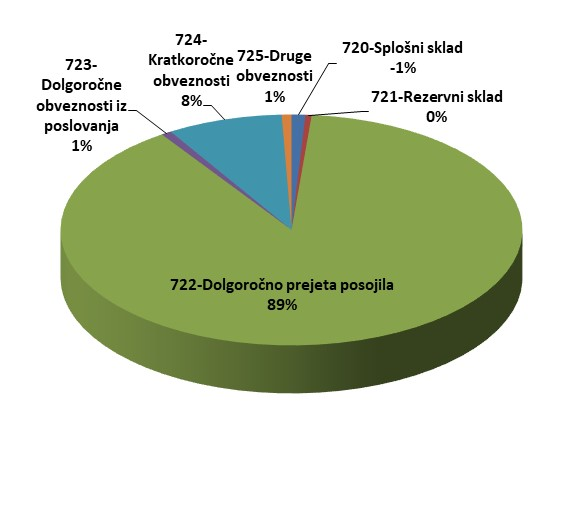 723-
Dolgoročne
obveznosti iz
poslovanja
1%
724-
Kratkoročne
obveznosti
8%
725-Druge
obveznosti
1%
720-Splošni sklad
-1%
721-Rezervni sklad
0%
722-Dolgoročno prejeta posojila
89%